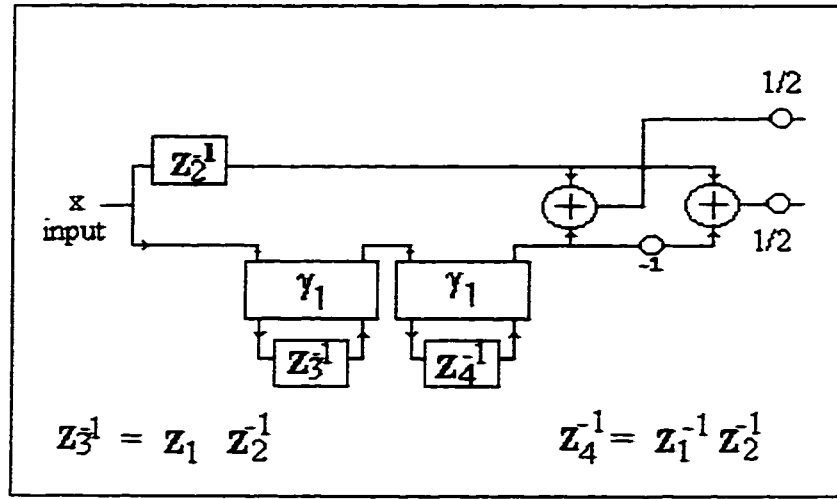 1/2
z₂⁻¹
x
input
1/2
-1
γ₁
γ₁
z₃⁻¹
z₄⁻¹
z₃⁻¹ = z₁ z₂⁻¹
z₄⁻¹ = z₁⁻¹ z₂⁻¹